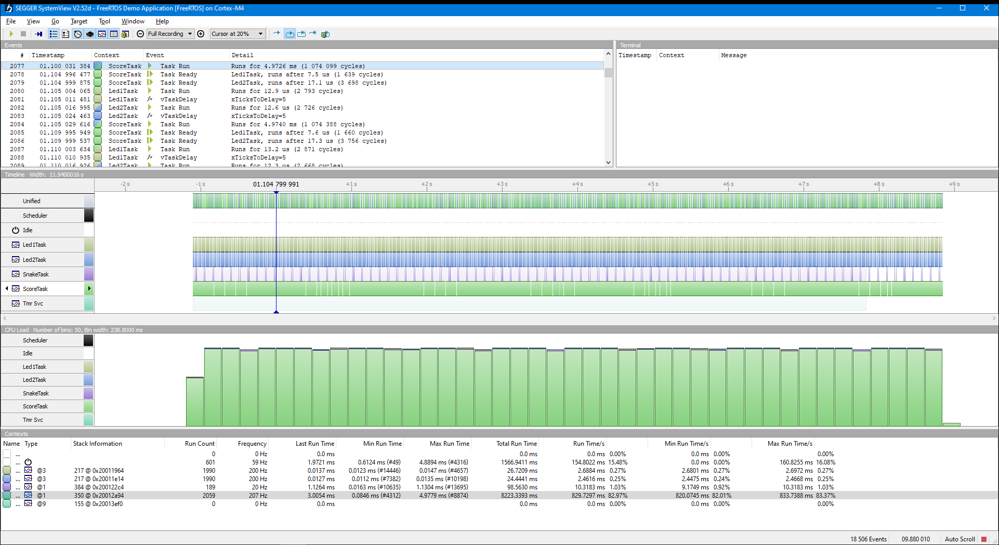 SEGGER SystemView V2.52d - FreeRTOS Demo Application [FreeRTOS] on Cortex-M4
File View Go Target Tool Window Help
Full Recording Cursor at 20%
Events
# Timestamp Context Event Detail
2077 01.100 031 384 ScoreTask Task Run Runs for 4.9726 ms (1 074 099 cycles)
2078 01.104 996 477 ScoreTask Task Ready Led1Task, runs after 7.5 us (1 639 cycles)
2079 01.104 999 875 ScoreTask Task Ready Led2Task, runs after 17.1 us (3 698 cycles)
2080 01.105 004 065 Led1Task Task Run Runs for 12.9 us (2 793 cycles)
2081 01.105 011 481 Led1Task fx vTaskDelay xTicksToDelay=5
2082 01.105 016 995 Led2Task Task Run Runs for 12.6 us (2 726 cycles)
2083 01.105 024 463 Led2Task fx vTaskDelay xTicksToDelay=5
2084 01.105 029 616 ScoreTask Task Run Runs for 4.9740 ms (1 074 388 cycles)
2085 01.109 995 949 ScoreTask Task Ready Led1Task, runs after 7.6 us (1 660 cycles)
2086 01.109 999 537 ScoreTask Task Ready Led2Task, runs after 17.3 us (3 756 cycles)
2087 01.110 003 634 Led1Task Task Run Runs for 13.2 us (2 871 cycles)
2088 01.110 010 935 Led1Task fx vTaskDelay xTicksToDelay=5
2089 01.110 016 926 Led2Task Task Run Runs for 12.3 us (2 668 cycles)
Terminal
Timestamp Context Message
Timeline Width: 11.9400016 s
-2 s -1 s 01.104 799 991 +1 s +2 s +3 s +4 s +5 s +6 s +7 s +8 s +9 s
Unified
Scheduler
Idle
Led1Task
Led2Task
SnakeTask
ScoreTask
Tmr Svc
CPU Load Number of bins: 50, Bin width: 238.8000 ms
Scheduler
Idle
Led1Task
Led2Task
SnakeTask
ScoreTask
Tmr Svc
Contexts
Name Type Stack Information Run Count Frequency Last Run Time Min Run Time Max Run Time Total Run Time Run Time/s Min Run Time/s Max Run Time/s
... 0 0 Hz 0.0 ms 0.0 ms 0.0 ms 0.00% 0.0 ms 0.00% 0.00%
... 601 59 Hz 1.9721 ms 0.6124 ms (#49) 4.8894 ms (#4316) 1566.9411 ms 154.8022 ms 15.48% 0.0 ms 0.00% 160.8255 ms 16.08%
... @3 217 @ 0x20011964 1990 200 Hz 0.0137 ms 0.0123 ms (#14446) 0.0147 ms (#4657) 26.7209 ms 2.6884 ms 0.27% 2.6801 ms 0.27% 2.6972 ms 0.27%
... @3 217 @ 0x20011e14 1990 200 Hz 0.0127 ms 0.0112 ms (#7382) 0.0135 ms (#10198) 24.4441 ms 2.4616 ms 0.25% 2.4475 ms 0.24% 2.4668 ms 0.25%
... @1 384 @ 0x200122c4 189 20 Hz 1.1264 ms 0.0163 ms (#10635) 1.1304 ms (#13695) 98.5630 ms 10.3183 ms 1.03% 9.1749 ms 0.92% 10.3183 ms 1.03%
... @1 350 @ 0x20012a94 2059 207 Hz 3.0054 ms 0.0846 ms (#4312) 4.9779 ms (#8874) 8223.3393 ms 829.7297 ms 82.97% 820.0745 ms 82.01% 833.7388 ms 83.37%
... @9 155 @ 0x20013ef0 0 0 Hz 0.0 ms 0.0 ms 0.0 ms 0.00% 0.0 ms 0.00% 0.00%
18 506 Events 09.880 010 Auto Scroll